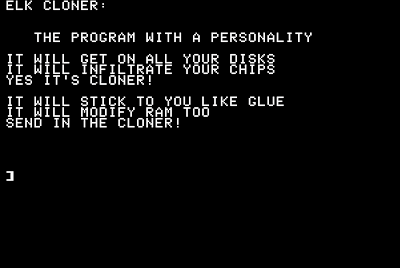 ELK CLONER:
THE PROGRAM WITH A PERSONALITY
IT WILL GET ON ALL YOUR DISKS
IT WILL INFILTRATE YOUR CHIPS
YES IT'S CLONER!
IT WILL STICK TO YOU LIKE GLUE
IT WILL MODIFY RAM TOO
SEND IN THE CLONER!
]